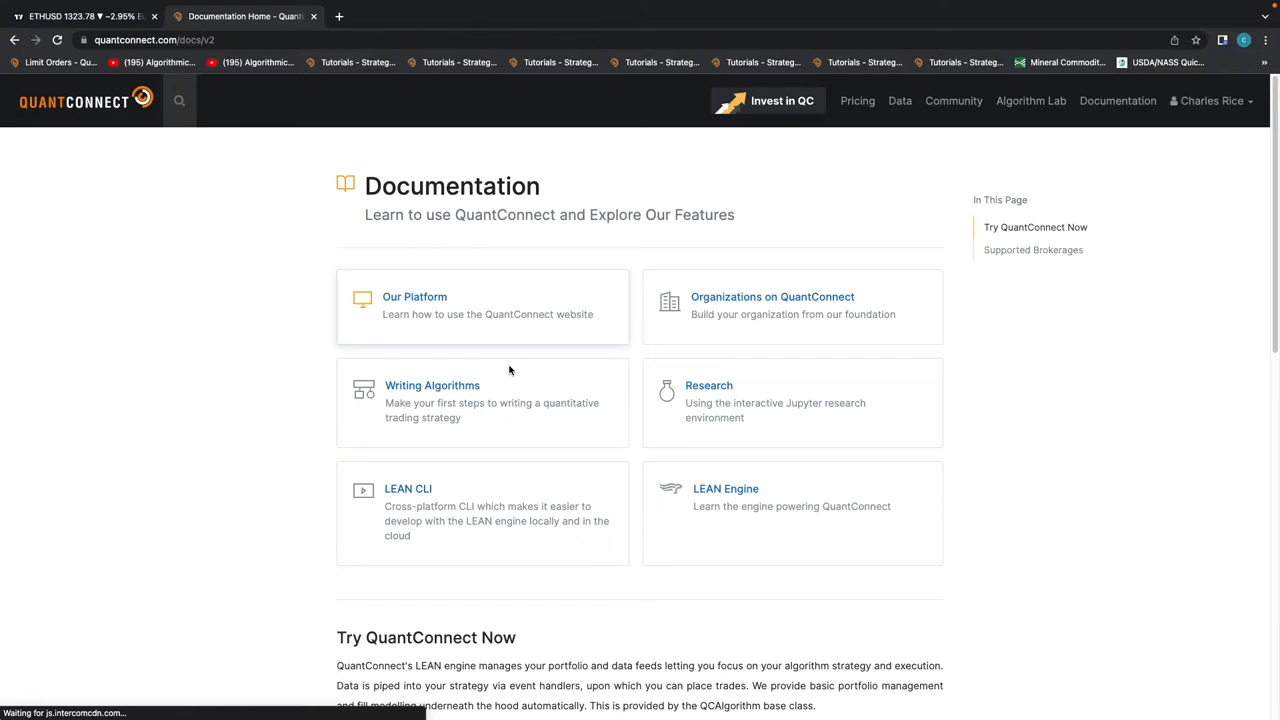 ETHUSD 1323.78 ▼ −2.95%
Documentation Home - Quant
quantconnect.com/docs/v2
Limit Orders - Qu...
(195) Algorithmic...
(195) Algorithmic...
Tutorials - Strateg...
Tutorials - Strateg...
Tutorials - Strateg...
Tutorials - Strateg...
Tutorials - Strateg...
Tutorials - Strateg...
Tutorials - Strateg...
Mineral Commodit...
USDA/NASS Quic...
»
QUANTCONNECT
Invest in QC
Pricing
Data
Community
Algorithm Lab
Documentation
Charles Rice
Documentation
Learn to use QuantConnect and Explore Our Features
In This Page
Try QuantConnect Now
Supported Brokerages
Our Platform
Learn how to use the QuantConnect website
Organizations on QuantConnect
Build your organization from our foundation
Writing Algorithms
Make your first steps to writing a quantitative
trading strategy
Research
Using the interactive Jupyter research
environment
LEAN CLI
Cross-platform CLI which makes it easier to
develop with the LEAN engine locally and in the
cloud
LEAN Engine
Learn the engine powering QuantConnect
Try QuantConnect Now
QuantConnect's LEAN engine manages your portfolio and data feeds letting you focus on your algorithm strategy and execution.
Data is piped into your strategy via event handlers, upon which you can place trades. We provide basic portfolio management
and fill modelling underneath the hood automatically. This is provided by the QCAlgorithm base class.
Waiting for js.intercomcdn.com...